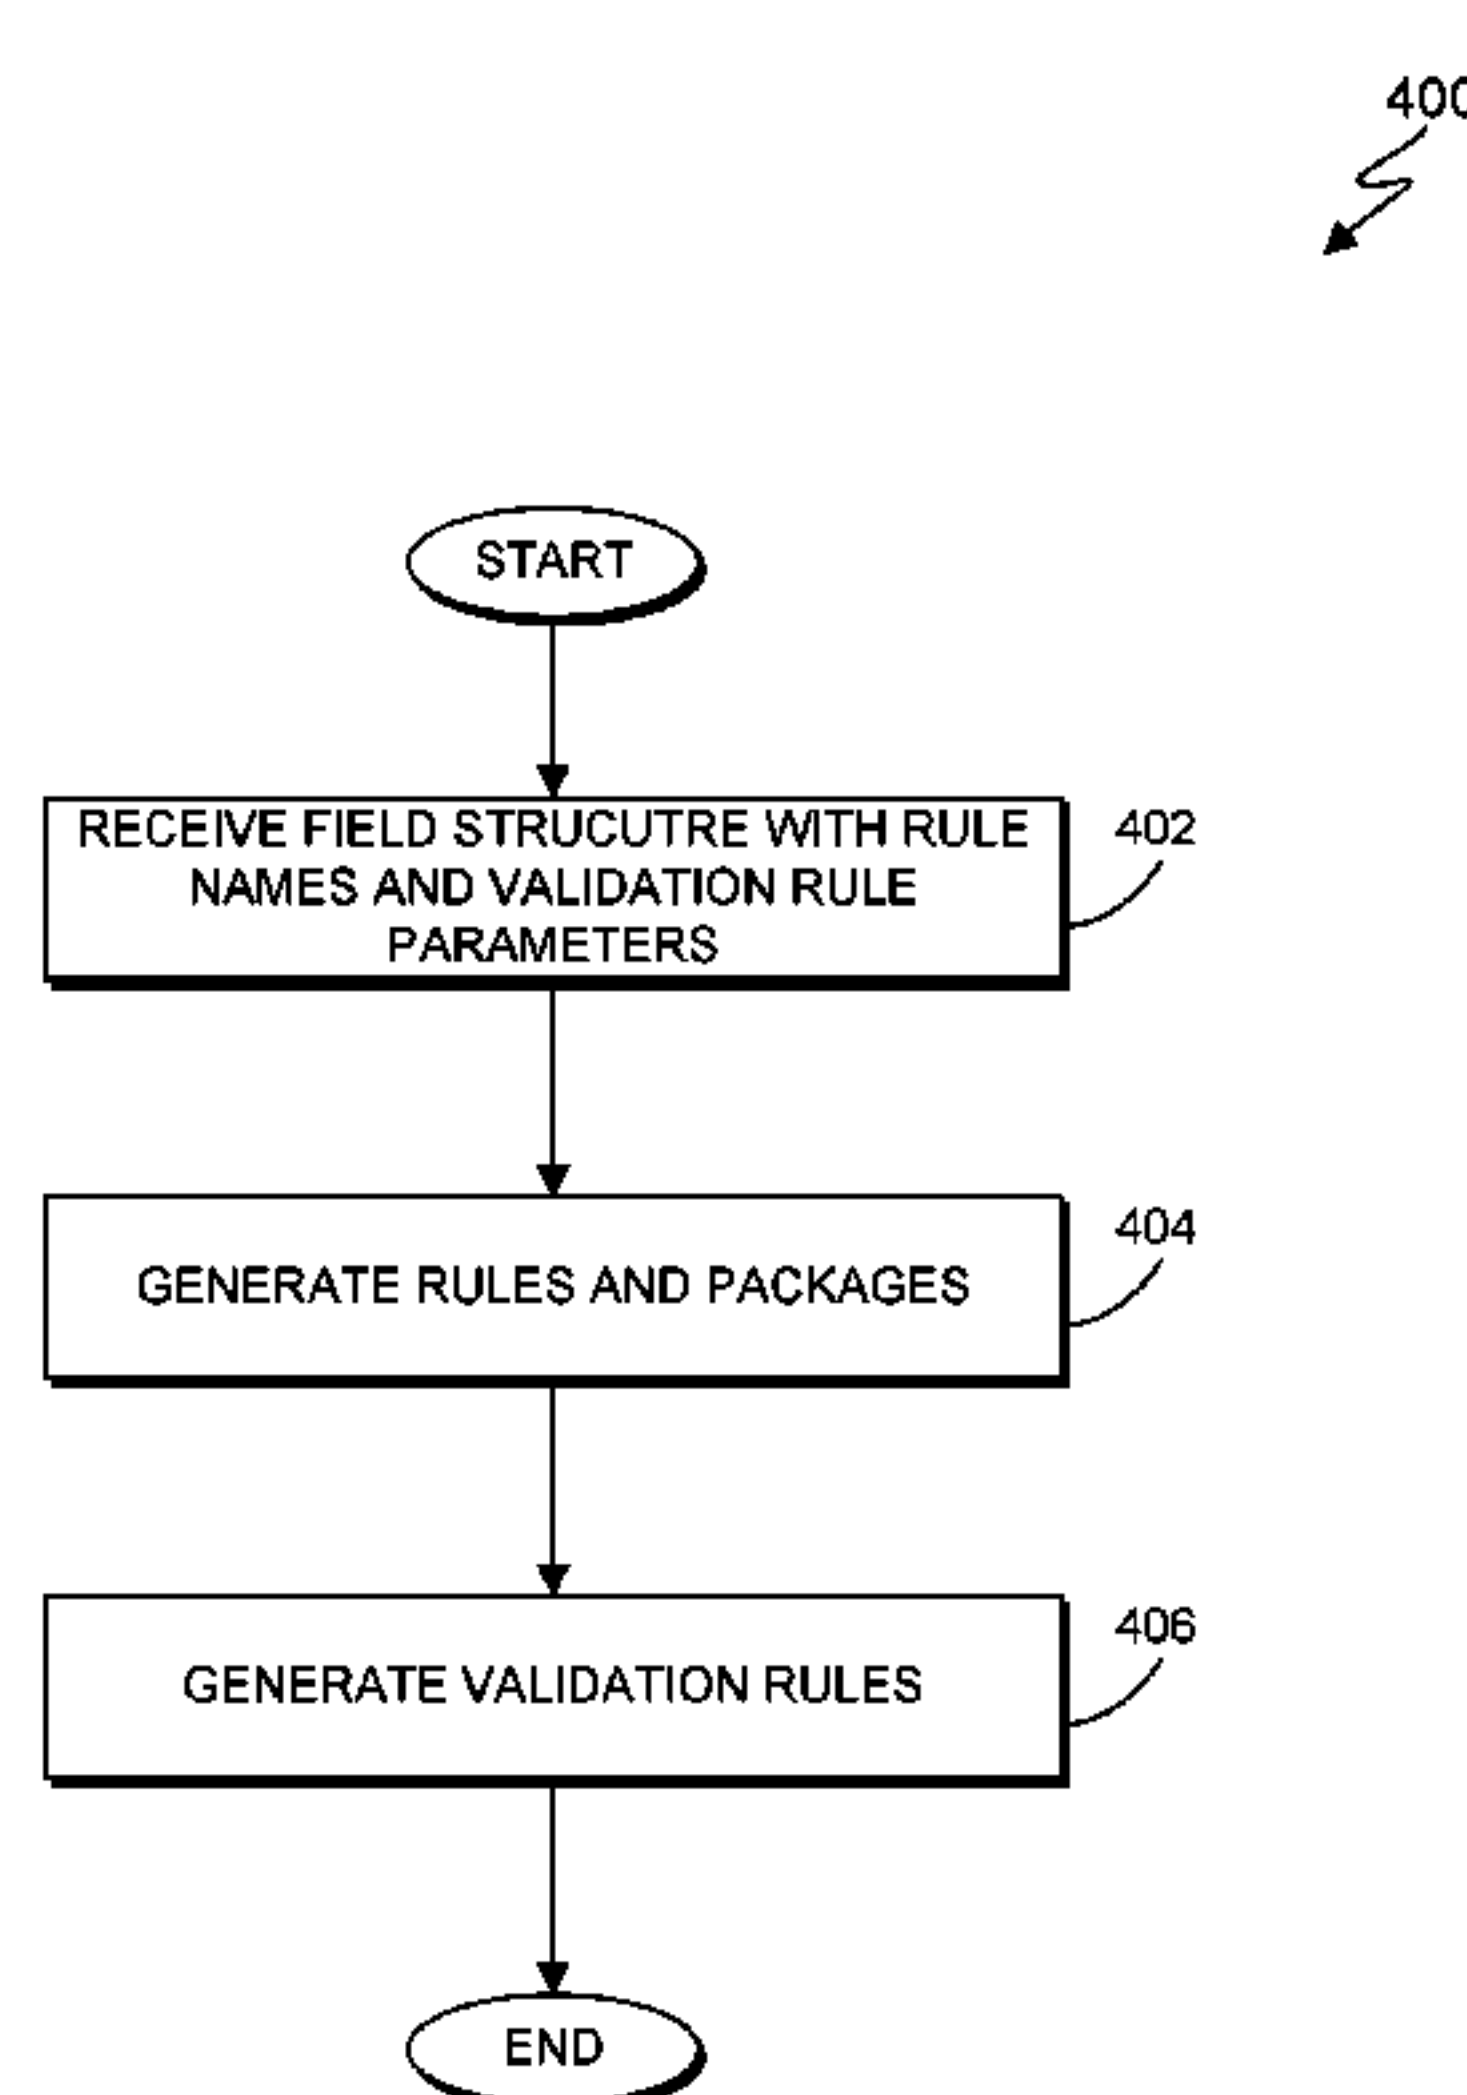 400
START
RECEIVE FIELD STRUCUTRE WITH RULE
NAMES AND VALIDATION RULE
PARAMETERS
402
GENERATE RULES AND PACKAGES
404
GENERATE VALIDATION RULES
406
END